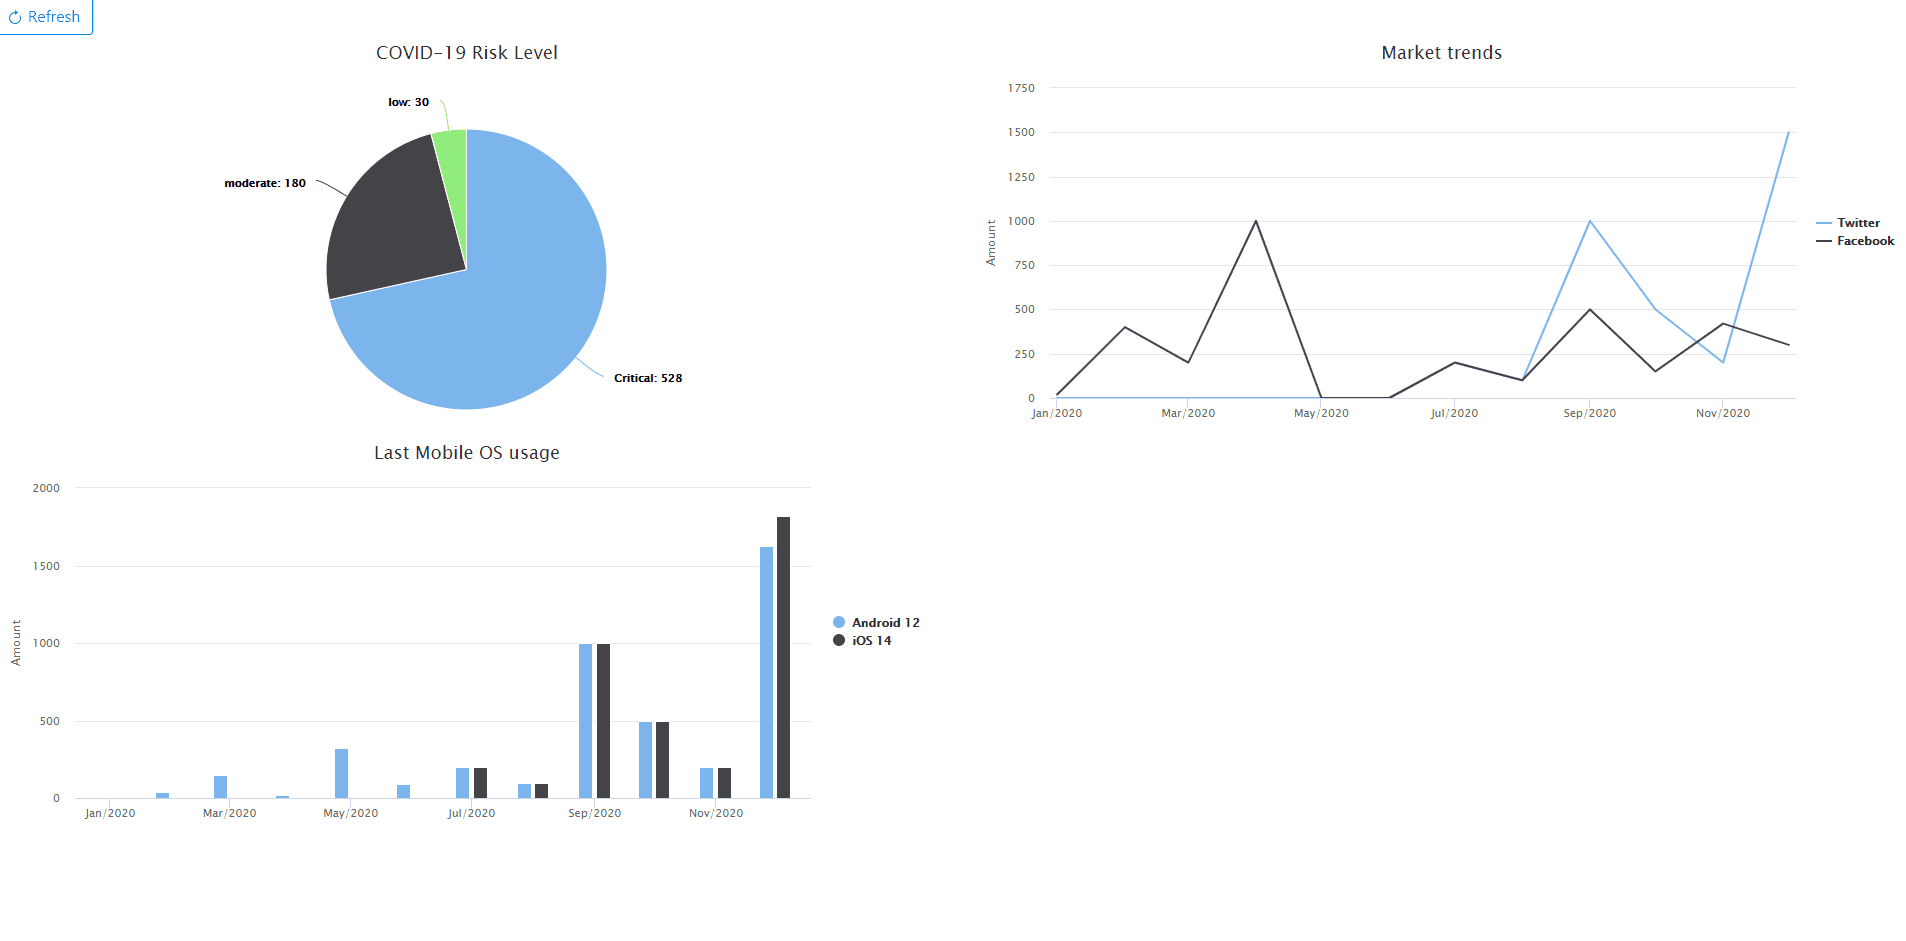 Refresh
COVID-19 Risk Level
low: 30
moderate: 180
Critical: 528
Market trends
1750
1500
1250
1000
750
500
250
0
Amount
Jan/2020 Mar/2020 May/2020 Jul/2020 Sep/2020 Nov/2020
Twitter
Facebook
Last Mobile OS usage
2000
1500
1000
500
0
Amount
Jan/2020 Mar/2020 May/2020 Jul/2020 Sep/2020 Nov/2020
Android 12
iOS 14